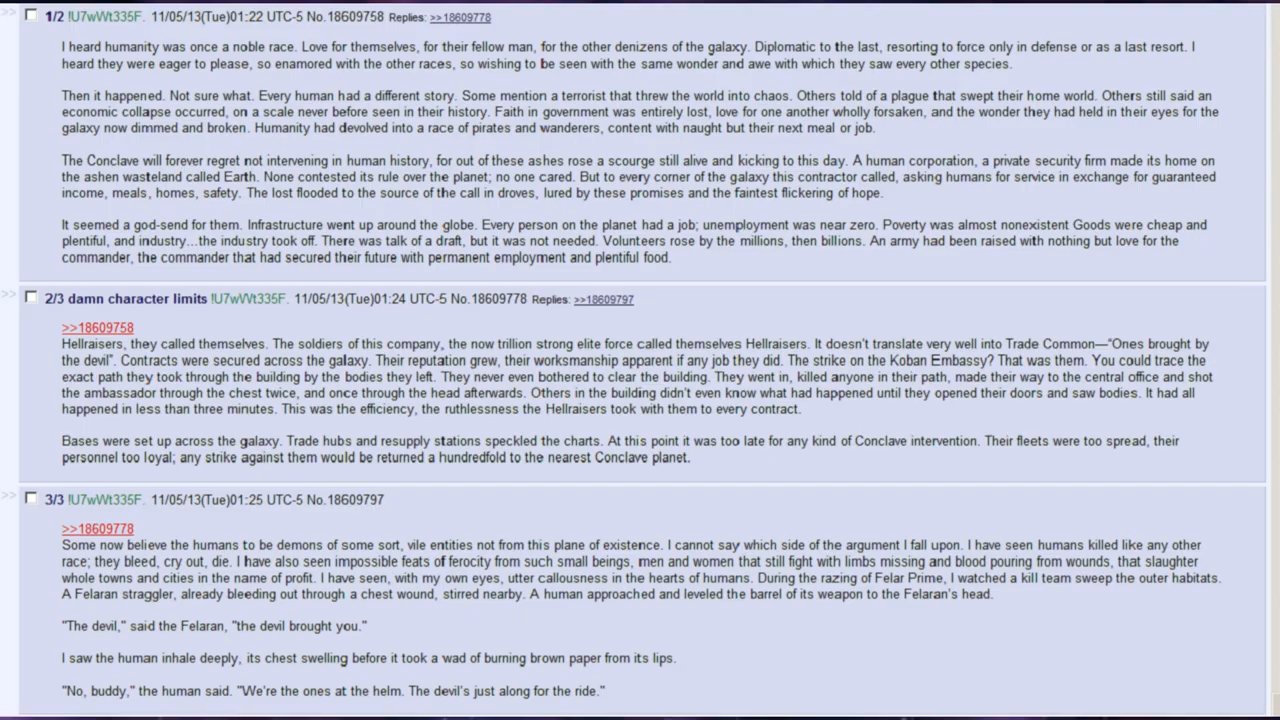 >> 1/2 !U7wWt335F. 11/05/13(Tue)01:22 UTC-5 No.18609758 Replies: >>18609778
I heard humanity was once a noble race. Love for themselves, for their fellow man, for the other denizens of the galaxy. Diplomatic to the last, resorting to force only in defense or as a last resort. I
heard they were eager to please, so enamored with the other races, so wishing to be seen with the same wonder and awe with which they saw every other species.
Then it happened. Not sure what. Every human had a different story. Some mention a terrorist that threw the world into chaos. Others told of a plague that swept their home world. Others still said an
economic collapse occurred, on a scale never before seen in their history. Faith in government was entirely lost, love for one another wholly forsaken, and the wonder they had held in their eyes for the
galaxy now dimmed and broken. Humanity had devolved into a race of pirates and wanderers, content with naught but their next meal or job.
The Conclave will forever regret not intervening in human history, for out of these ashes rose a scourge still alive and kicking to this day. A human corporation, a private security firm made its home on
the ashen wasteland called Earth. None contested its rule over the planet; no one cared. But to every corner of the galaxy this contractor called, asking humans for service in exchange for guaranteed
income, meals, homes, safety. The lost flooded to the source of the call in droves, lured by these promises and the faintest flickering of hope.
It seemed a god-send for them. Infrastructure went up around the globe. Every person on the planet had a job; unemployment was near zero. Poverty was almost nonexistent Goods were cheap and
plentiful, and industry...the industry took off. There was talk of a draft, but it was not needed. Volunteers rose by the millions, then billions. An army had been raised with nothing but love for the
commander, the commander that had secured their future with permanent employment and plentiful food.
>> 2/3 damn character limits !U7wWt335F. 11/05/13(Tue)01:24 UTC-5 No.18609778 Replies: >>18609797
>>18609758
Hellraisers, they called themselves. The soldiers of this company, the now trillion strong elite force called themselves Hellraisers. It doesn't translate very well into Trade Common—"Ones brought by
the devil". Contracts were secured across the galaxy. Their reputation grew, their worksmanship apparent if any job they did. The strike on the Koban Embassy? That was them. You could trace the
exact path they took through the building by the bodies they left. They never even bothered to clear the building. They went in, killed anyone in their path, made their way to the central office and shot
the ambassador through the chest twice, and once through the head afterwards. Others in the building didn't even know what had happened until they opened their doors and saw bodies. It had all
happened in less than three minutes. This was the efficiency, the ruthlessness the Hellraisers took with them to every contract.
Bases were set up across the galaxy. Trade hubs and resupply stations speckled the charts. At this point it was too late for any kind of Conclave intervention. Their fleets were too spread, their
personnel too loyal; any strike against them would be returned a hundredfold to the nearest Conclave planet.
>> 3/3 !U7wWt335F. 11/05/13(Tue)01:25 UTC-5 No.18609797
>>18609778
Some now believe the humans to be demons of some sort, vile entities not from this plane of existence. I cannot say which side of the argument I fall upon. I have seen humans killed like any other
race; they bleed, cry out, die. I have also seen impossible feats of ferocity from such small beings, men and women that still fight with limbs missing and blood pouring from wounds, that slaughter
whole towns and cities in the name of profit. I have seen, with my own eyes, utter callousness in the hearts of humans. During the razing of Felar Prime, I watched a kill team sweep the outer habitats.
A Felaran straggler, already bleeding out through a chest wound, stirred nearby. A human approached and leveled the barrel of its weapon to the Felaran's head.
"The devil," said the Felaran, "the devil brought you."
I saw the human inhale deeply, its chest swelling before it took a wad of burning brown paper from its lips.
"No, buddy," the human said. "We're the ones at the helm. The devil's just along for the ride."